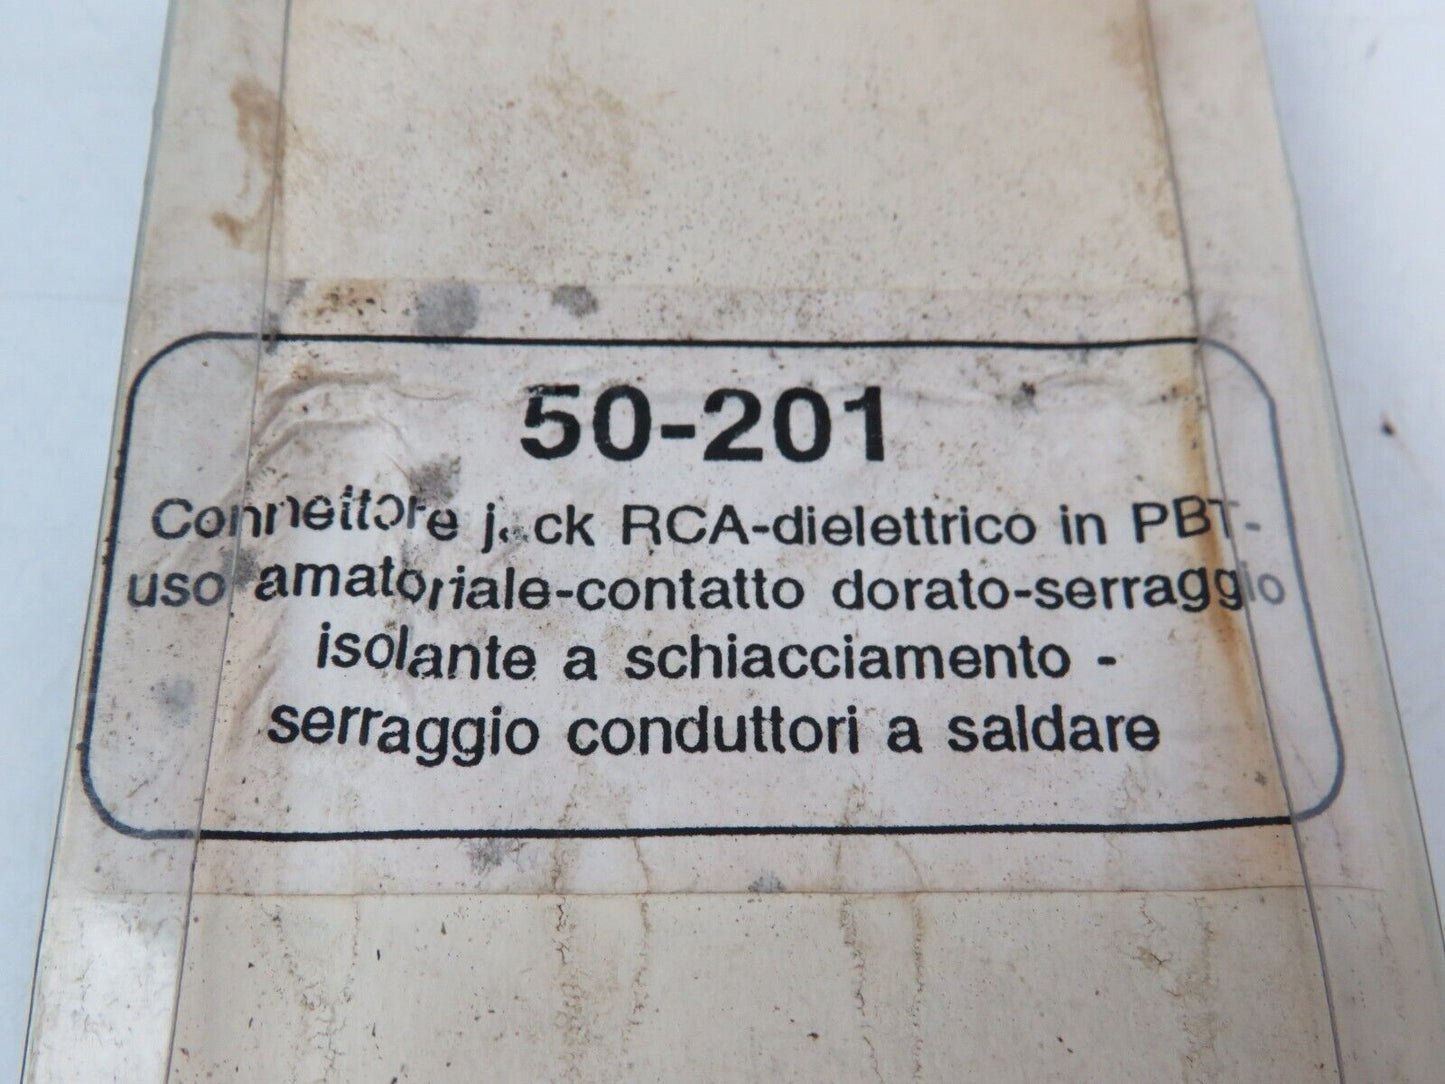 50-201
Connettore jack RCA-dielettrico in PBT-
uso amatoriale-contatto dorato-serraggio
isolante a schiacciamento -
serraggio conduttori a saldare